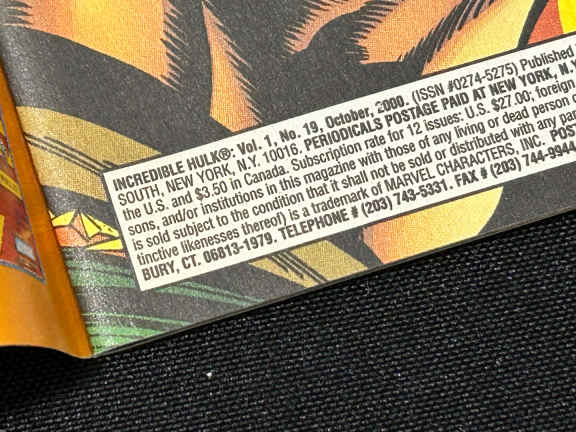 INCREDIBLE HULK®: Vol. 1, No. 19, October, 2000. (ISSN #0274-5275) Published
SOUTH, NEW YORK, N.Y. 10016. PERIODICALS POSTAGE PAID AT NEW YORK, N.Y.
the U.S. and $3.50 in Canada. Subscription rate for 12 issues: U.S. $27.00; foreign
sons, and/or institutions in this magazine with those of any living or dead person
is sold subject to the condition that it shall not be sold or distributed with any
tinctive likenesses thereof) is a trademark of MARVEL CHARACTERS, INC. POS
BURY, CT. 06813-1979. TELEPHONE # (203) 743-5331. FAX # (203) 744-9944